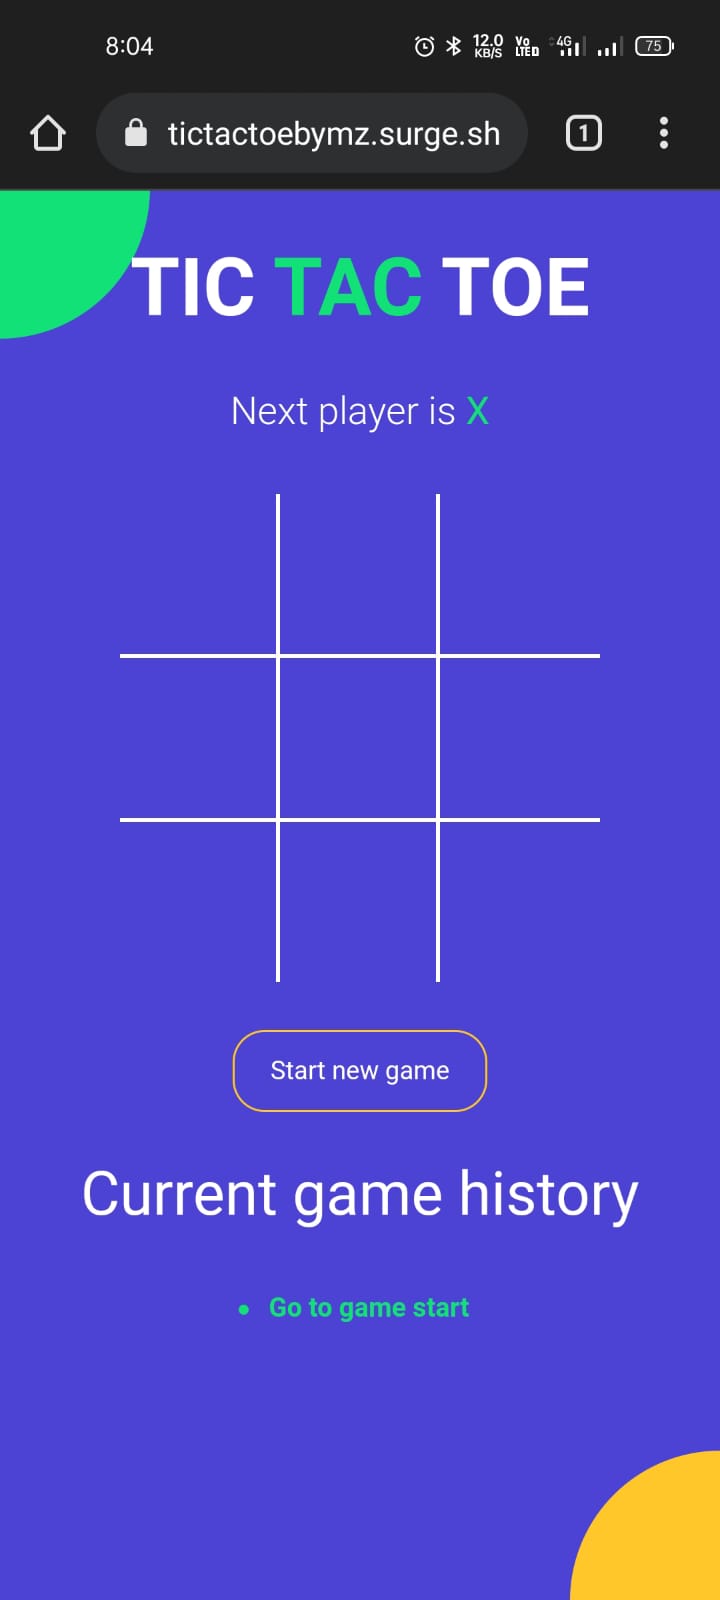 8:04 12.0 KB/S Vo LTED 4G 75
tictactoebymz.surge.sh 1
TIC TAC TOE
Next player is X
Start new game
Current game history
• Go to game start